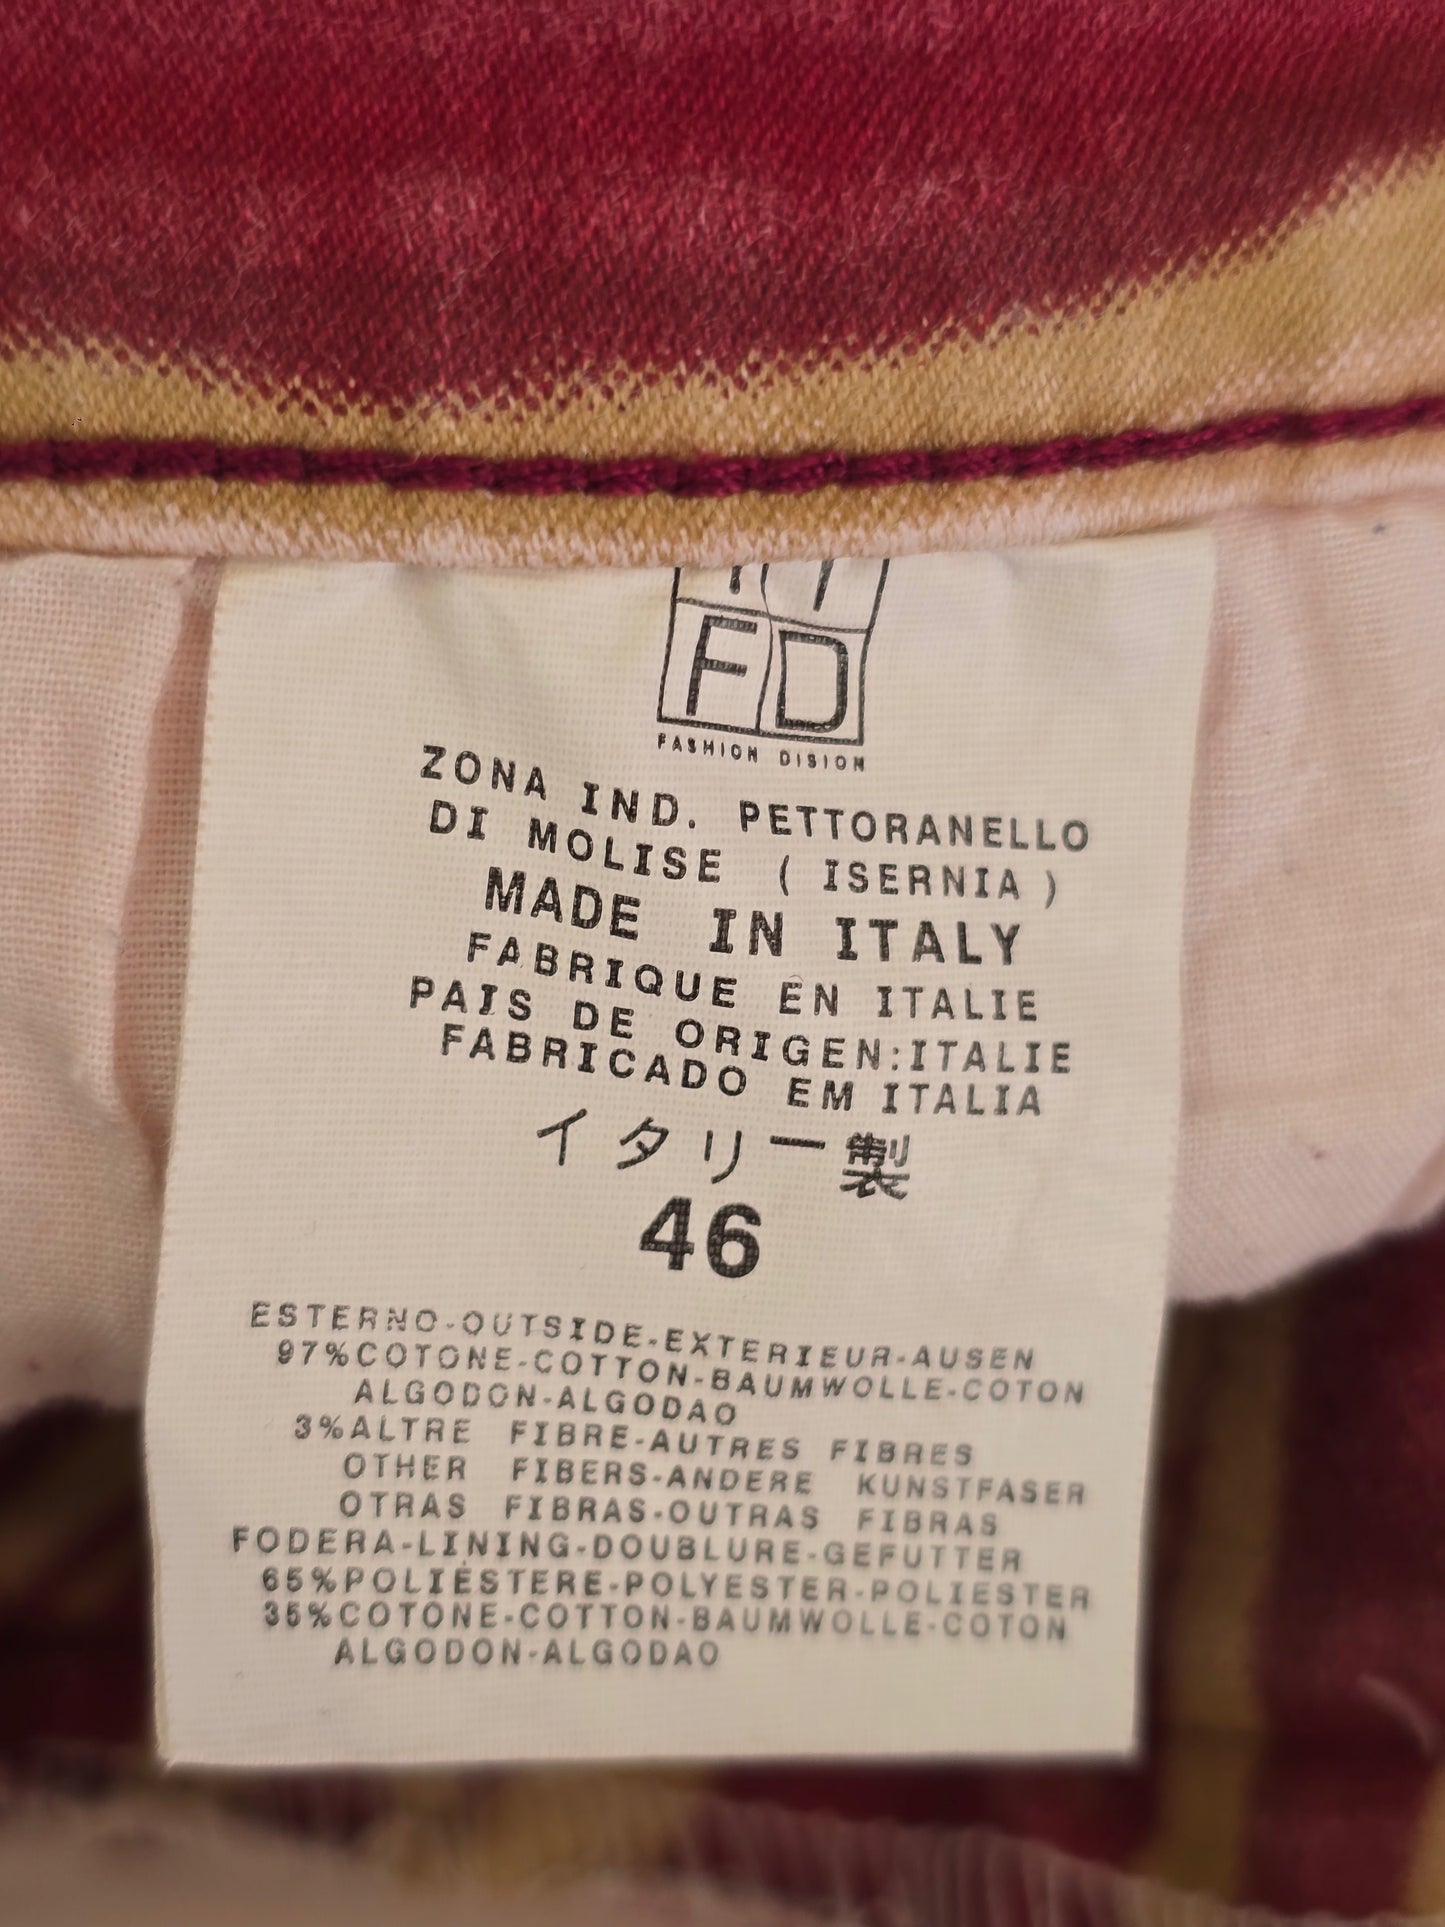 FD
FASHION DISION
ZONA IND. PETTORANELLO
DI MOLISE ( ISERNIA )
MADE IN ITALY
FABRIQUE EN ITALIE
PAIS DE ORIGEN:ITALIE
FABRICADO EM ITALIA
イタリー製
46
ESTERNO-OUTSIDE-EXTERIEUR-AUSEN
97%COTONE-COTTON-BAUMWOLLE-COTON
ALGODON-ALGODAO
3%ALTRE FIBRE-AUTRES FIBRES
OTHER FIBERS-ANDERE KUNSTFASER
OTRAS FIBRAS-OUTRAS FIBRAS
FODERA-LINING-DOUBLURE-GEFUTTER
65%POLIESTERE-POLYESTER-POLIESTER
35%COTONE-COTTON-BAUMWOLLE-COTON
ALGODON-ALGODAO